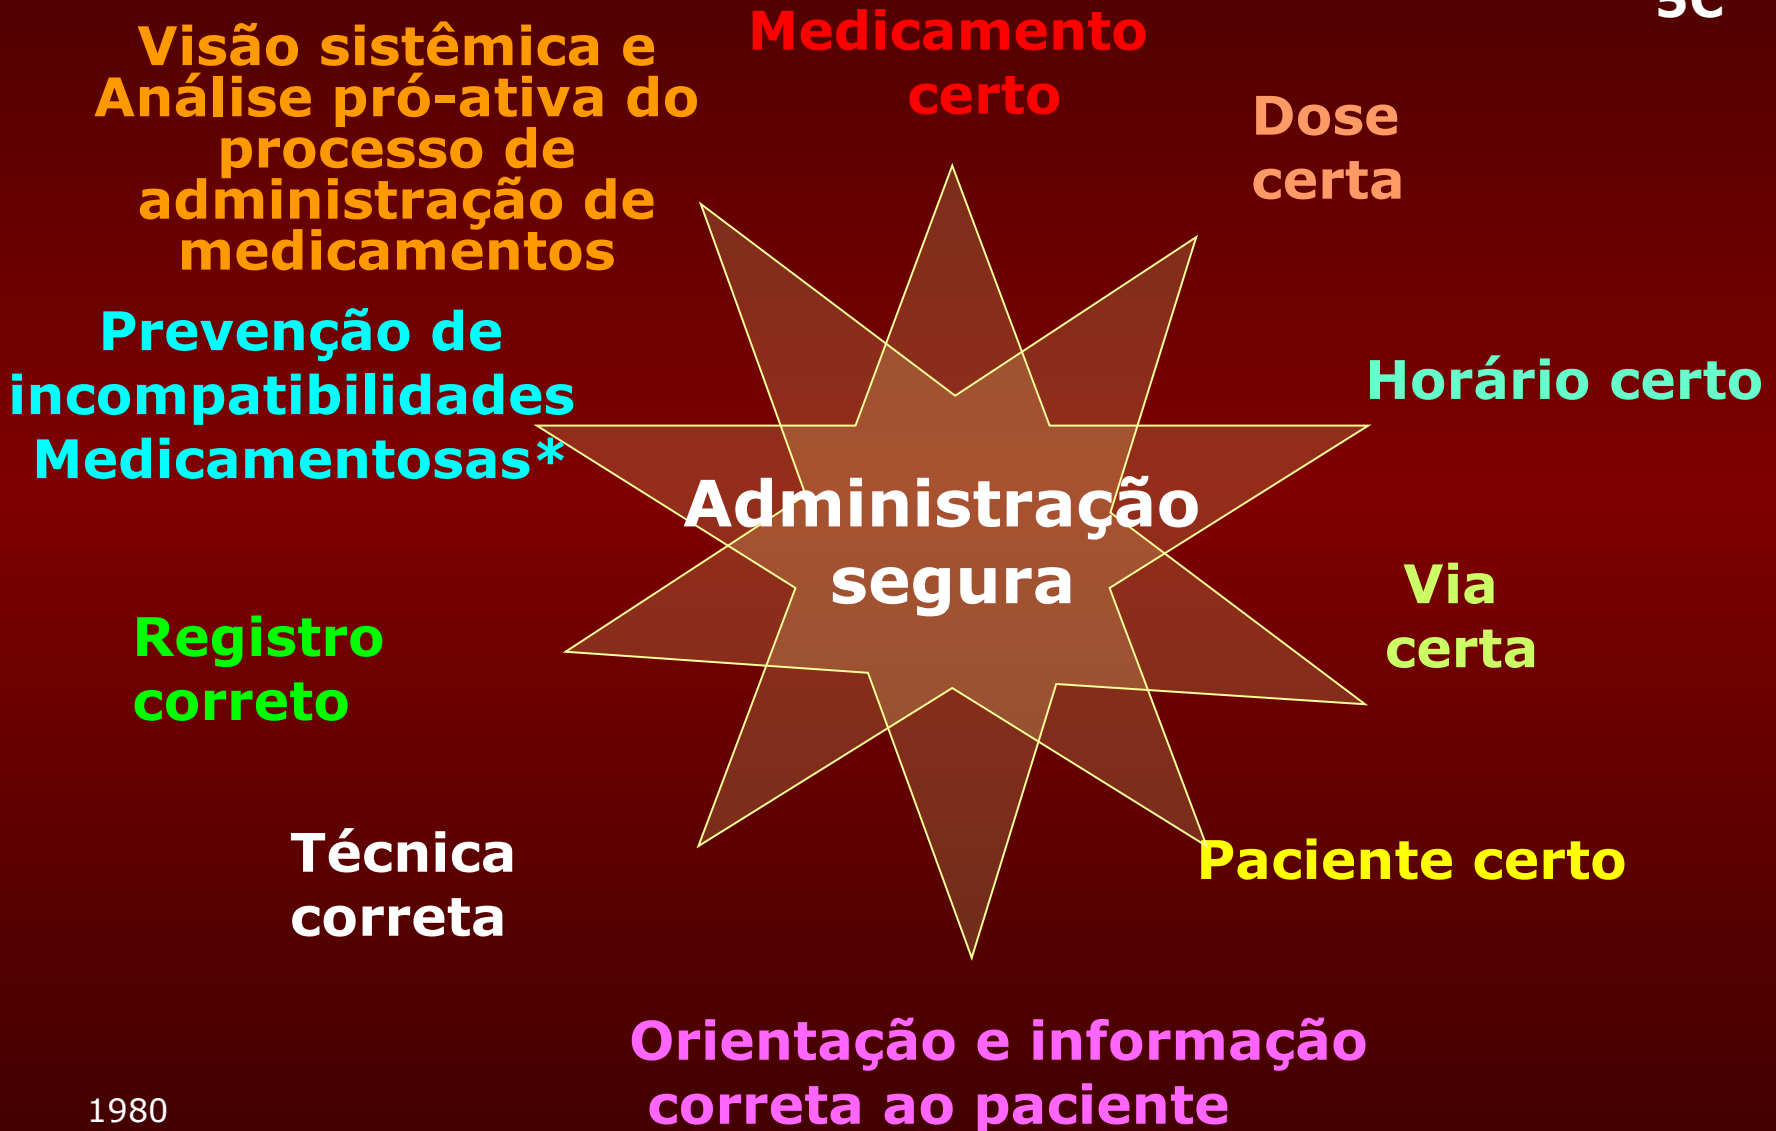 5C
Visão sistêmica e
Análise pró-ativa do
processo de
administração de
medicamentos
Medicamento
certo
Dose
certa
Prevenção de
incompatibilidades
Medicamentosas*
Horário certo
Administração
segura
Via
certa
Registro
correto
Técnica
correta
Paciente certo
Orientação e informação
correta ao paciente
1980